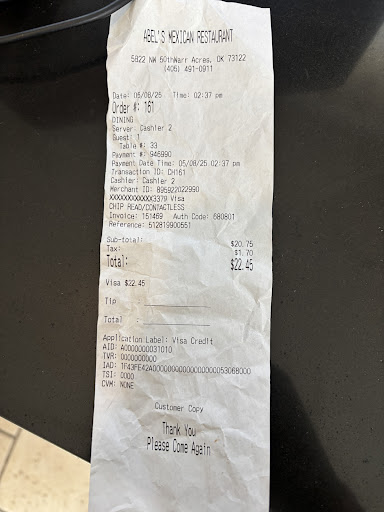 ABEL'S MEXICAN RESTAURANT
5822 NW 50thWarr Acres, OK 73122
(405) 491-0911
Date: 05/08/25 Time: 02:37 pm
Order #: 161
DINING
Server: Cashier 2
Guest: 1
Table #: 33
Payment #: 946990
Payment Date Time: 05/08/25 02:37 pm
Transaction ID: CH161
Cashier: Cashier 2
Merchant ID: 895922022990
XXXXXXXXXXXX3379 Visa
CHIP READ/CONTACTLESS
Invoice: 151469 Auth Code: 680801
Reference: 512819900551
Sub-total: $20.75
Tax: $1.70
Total: $22.45
Visa $22.45
Tip
Total :
Application Label: Visa Credit
AID: A0000000031010
TVR: 0000000000
TSI: 0000
CVM: NONE
Customer Copy
Thank You
Please Come Again